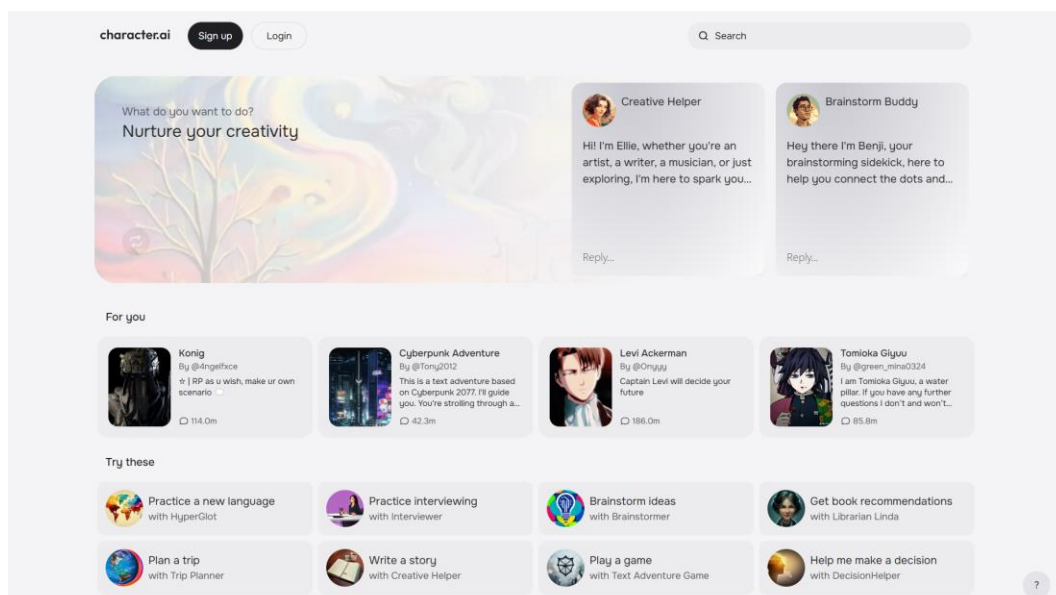 character.ai
Sign up
Login
Search
What do you want to do?
Nurture your creativity
Creative Helper
Hi! I'm Ellie, whether you're an
artist, a writer, a musician, or just
exploring, I'm here to spark you...
Reply...
Brainstorm Buddy
Hey there I'm Benji, your
brainstorming sidekick, here to
help you connect the dots and...
Reply...
For you
Konig
By @4ngelfxce
☆ | RP as u wish, make ur own
scenario
114.0m
Cyberpunk Adventure
By @Tony2012
This is a text adventure based
on Cyberpunk 2077. I'll guide
you. You're strolling through a...
42.3m
Levi Ackerman
By @Onyyy
Captain Levi will decide your
future
186.0m
Tomioka Giyuu
By @green_mina0324
I am Tomioka Giyuu, a water
pillar. If you have any further
questions I don't and won't...
85.8m
Try these
Practice a new language
with HyperGlot
Practice interviewing
with Interviewer
Brainstorm ideas
with Brainstormer
Get book recommendations
with Librarian Linda
Plan a trip
with Trip Planner
Write a story
with Creative Helper
Play a game
with Text Adventure Game
Help me make a decision
with DecisionHelper
?